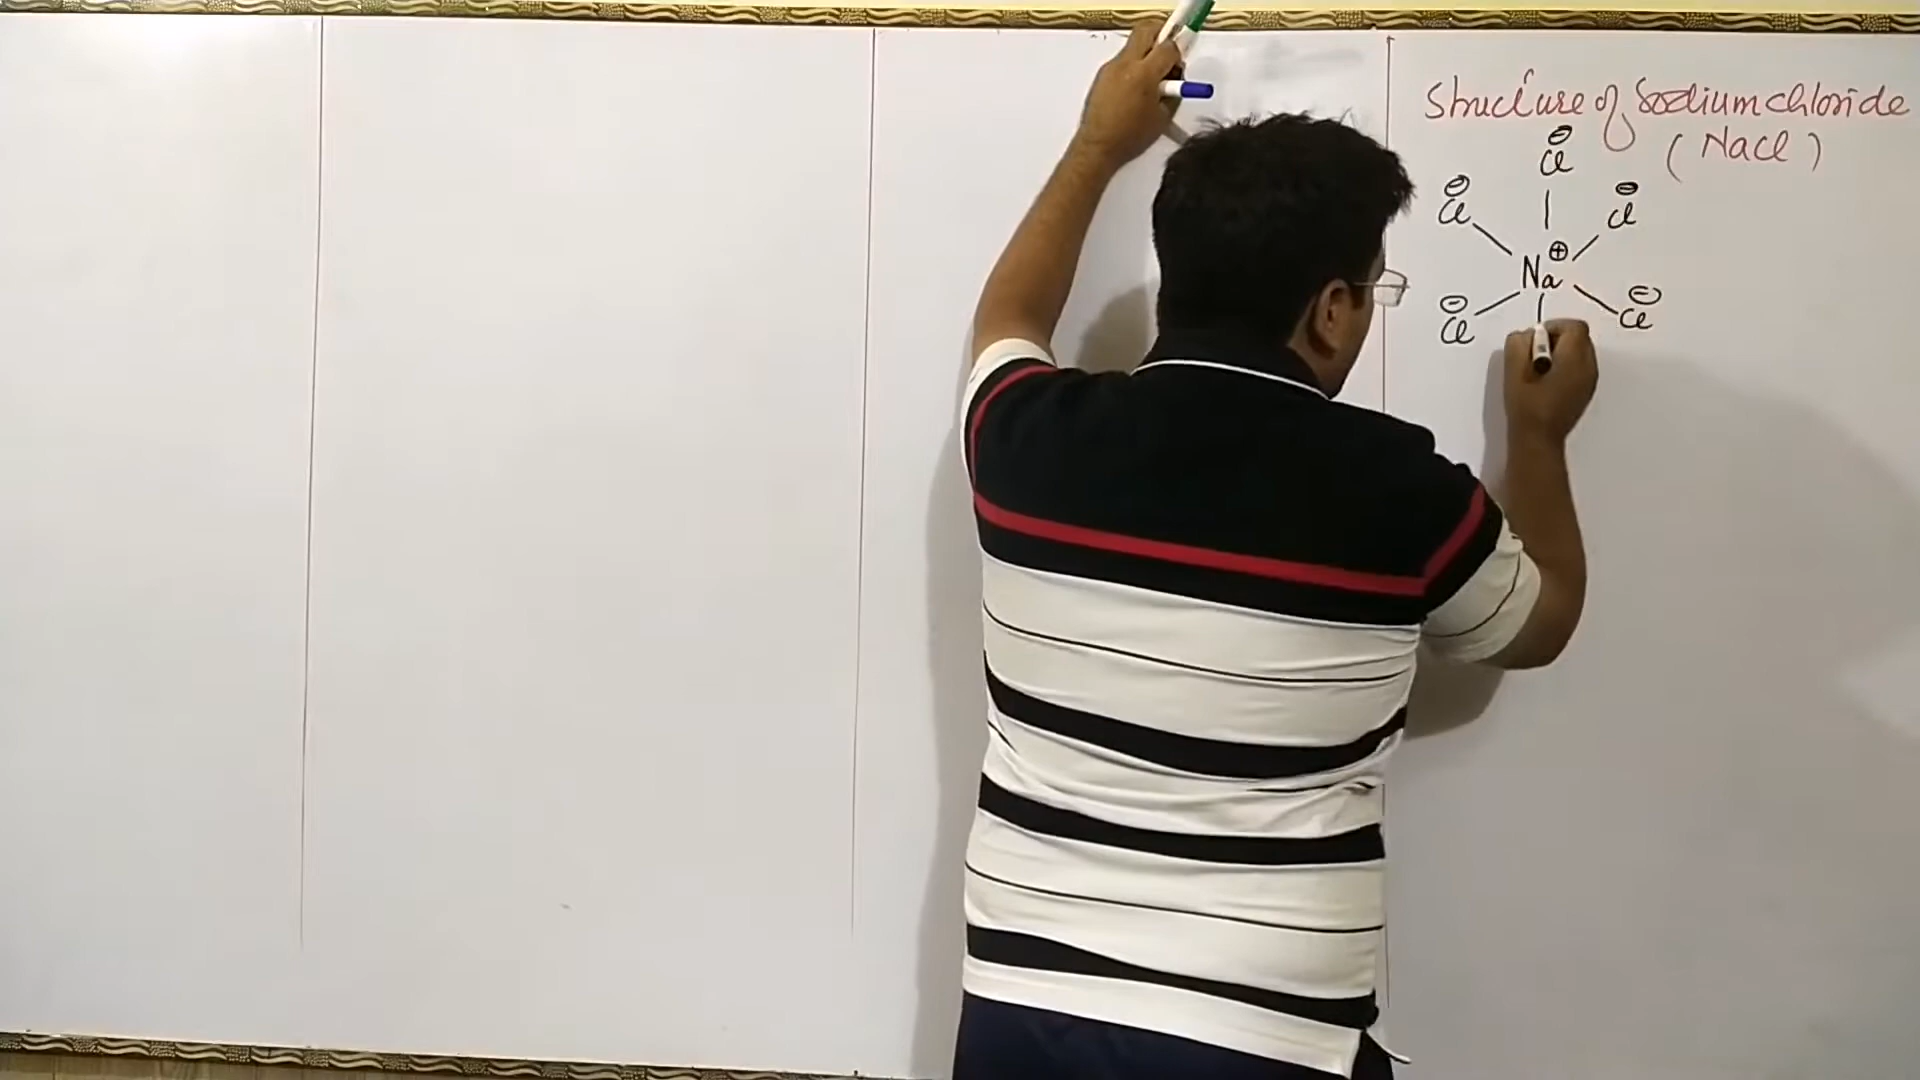 Structure of Sodium chloride
(NaCl)
⊖
Cl
⊖ ⊖
Cl Cl
⊕
Na
⊖ ⊖
Cl Cl